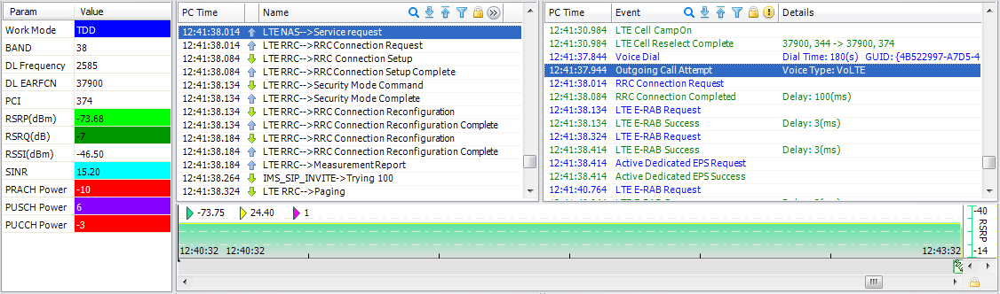 Param Value
Work Mode TDD
BAND 38
DL Frequency 2585
DL EARFCN 37900
PCI 374
RSRP(dBm) -73.68
RSRQ(dB) -7
RSSI(dBm) -46.50
SINR 15.20
PRACH Power -10
PUSCH Power 6
PUCCH Power -3
PC Time Name
12:41:38.014 LTE NAS-->Service request
12:41:38.014 LTE RRC-->RRC Connection Request
12:41:38.084 LTE RRC-->RRC Connection Setup
12:41:38.084 LTE RRC-->RRC Connection Setup Complete
12:41:38.134 LTE RRC-->Security Mode Command
12:41:38.134 LTE RRC-->Security Mode Complete
12:41:38.134 LTE RRC-->RRC Connection Reconfiguration
12:41:38.134 LTE RRC-->RRC Connection Reconfiguration Complete
12:41:38.184 LTE RRC-->RRC Connection Reconfiguration
12:41:38.184 LTE RRC-->RRC Connection Reconfiguration Complete
12:41:38.184 LTE RRC-->MeasurementReport
12:41:38.264 IMS_SIP_INVITE->Trying 100
12:41:38.324 LTE RRC-->Paging
PC Time Event Details
12:41:30.984 LTE Cell CampOn
12:41:30.984 LTE Cell Reselect Complete 37900, 344 -> 37900, 374
12:41:37.844 Voice Dial Dial Time: 180(s) GUID: {4B522997-A7D5-4
12:41:37.944 Outgoing Call Attempt Voice Type: VoLTE
12:41:38.014 RRC Connection Request
12:41:38.084 RRC Connection Completed Delay: 100(ms)
12:41:38.134 LTE E-RAB Request
12:41:38.134 LTE E-RAB Success Delay: 3(ms)
12:41:38.324 LTE E-RAB Request
12:41:38.414 LTE E-RAB Success Delay: 3(ms)
12:41:38.414 Active Dedicated EPS Request
12:41:38.414 Active Dedicated EPS Success
12:41:40.764 LTE E-RAB Request
-73.75 24.40 1
12:40:32 12:40:32 12:43:32
-40
RSRP
-14